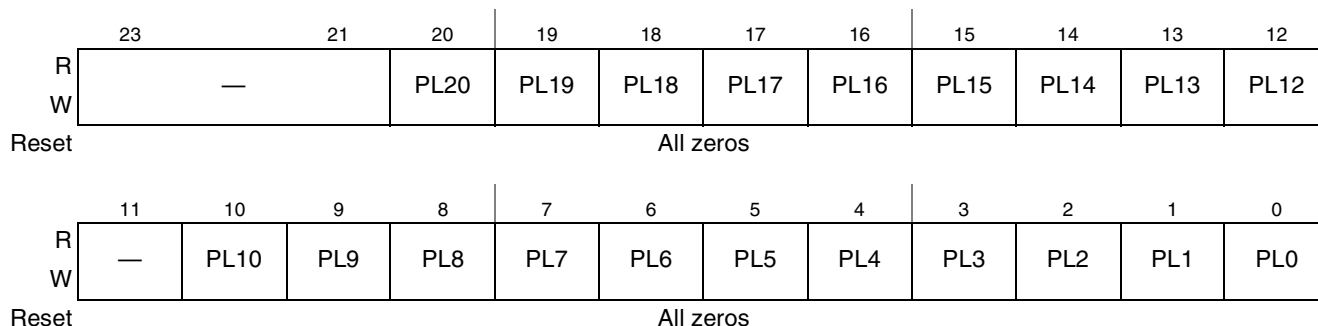 23 21 20 19 18 17 16 15 14 13 12
R
W
— PL20 PL19 PL18 PL17 PL16 PL15 PL14 PL13 PL12
Reset All zeros
11 10 9 8 7 6 5 4 3 2 1 0
R
W
— PL10 PL9 PL8 PL7 PL6 PL5 PL4 PL3 PL2 PL1 PL0
Reset All zeros